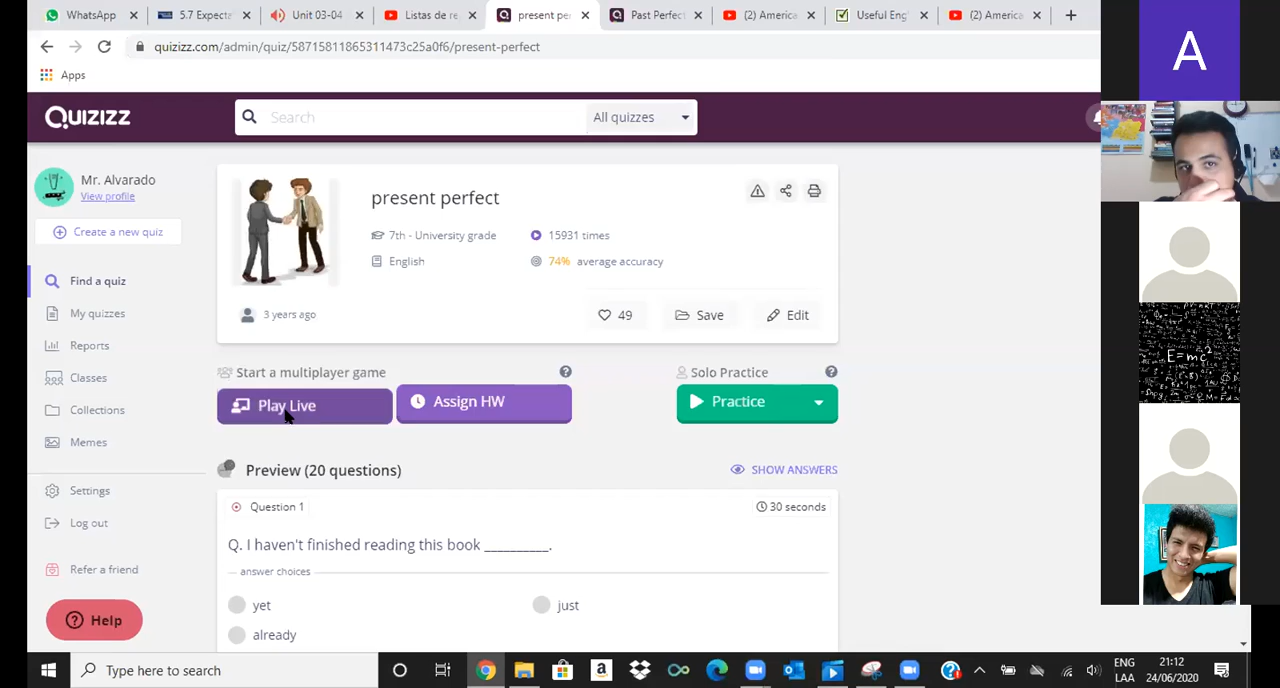 WhatsApp
5.7 Expecta
Unit 03-04
Listas de re
present pe
Past Perfect
(2) America
Useful Eng
(2) America
quizizz.com/admin/quiz/58715811865311473c25a0f6/present-perfect
Apps
Quizizz
Search
All quizzes
Mr. Alvarado
View profile
Create a new quiz
Find a quiz
My quizzes
Reports
Classes
Collections
Memes
Settings
Log out
Refer a friend
Help
present perfect
7th - University grade
15931 times
English
74% average accuracy
3 years ago
49
Save
Edit
Start a multiplayer game
Solo Practice
Play Live
Assign HW
Practice
Preview (20 questions)
SHOW ANSWERS
Question 1
30 seconds
Q. I haven't finished reading this book __________.
answer choices
yet
just
already
A
E=mc²
Type here to search
ENG
LAA
21:12
24/06/2020